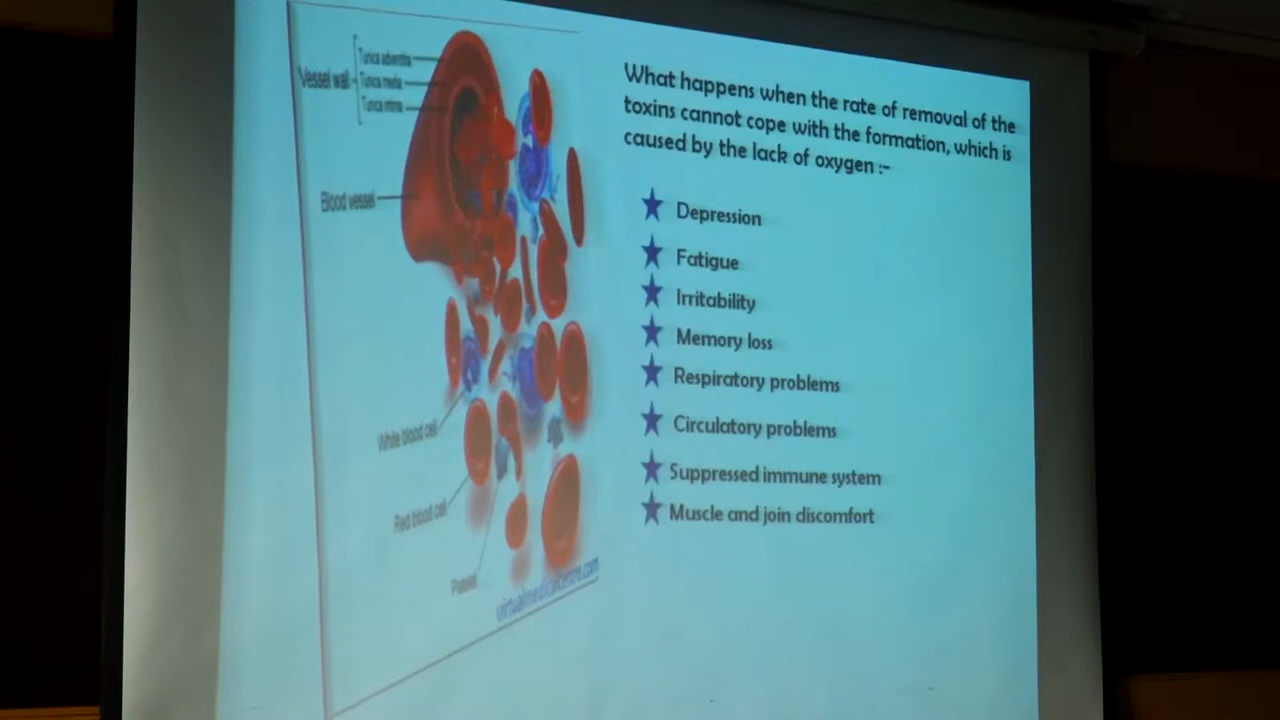 Tunica adventitia
Vessel wall
Tunica media
Tunica intima
Blood vessel
White blood cell
Red blood cell
Platelet
virtualmedicalcentre.com
What happens when the rate of removal of the
toxins cannot cope with the formation, which is
caused by the lack of oxygen :-
Depression
Fatigue
Irritability
Memory loss
Respiratory problems
Circulatory problems
Suppressed immune system
Muscle and join discomfort